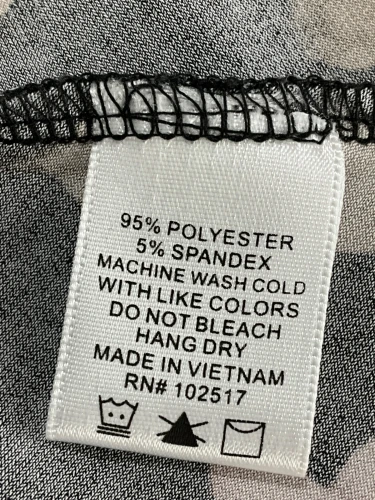 95% POLYESTER
5% SPANDEX
MACHINE WASH COLD
WITH LIKE COLORS
DO NOT BLEACH
HANG DRY
MADE IN VIETNAM
RN# 102517